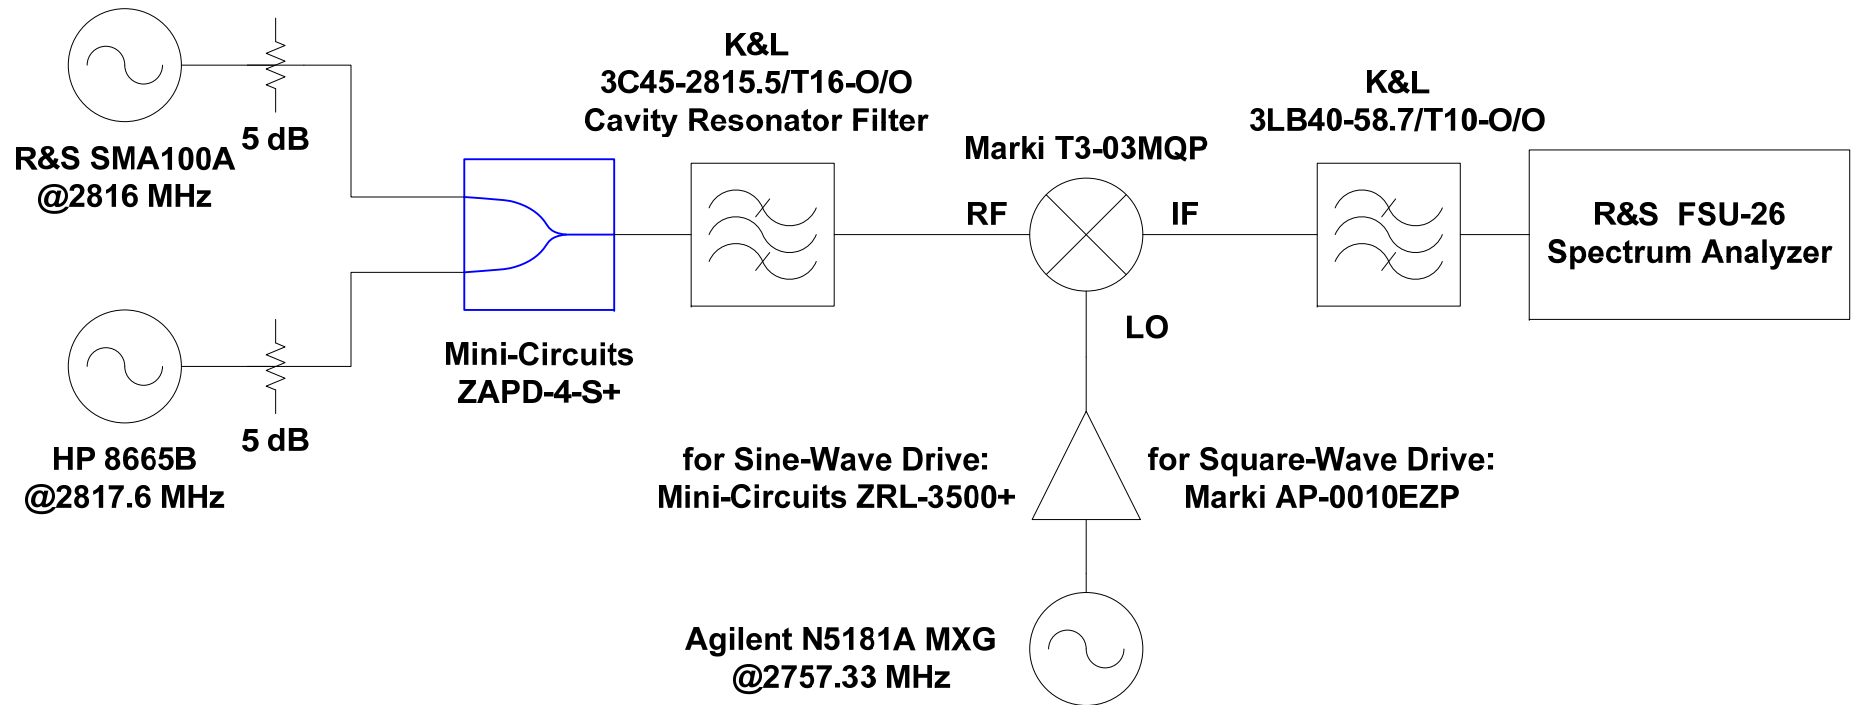 K&L
3C45-2815.5/T16-O/O
Cavity Resonator Filter
K&L
3LB40-58.7/T10-O/O
5 dB
R&S SMA100A
@2816 MHz
Marki T3-03MQP
RF
IF
LO
R&S FSU-26
Spectrum Analyzer
Mini-Circuits
ZAPD-4-S+
5 dB
HP 8665B
@2817.6 MHz
for Sine-Wave Drive:
Mini-Circuits ZRL-3500+
for Square-Wave Drive:
Marki AP-0010EZP
Agilent N5181A MXG
@2757.33 MHz